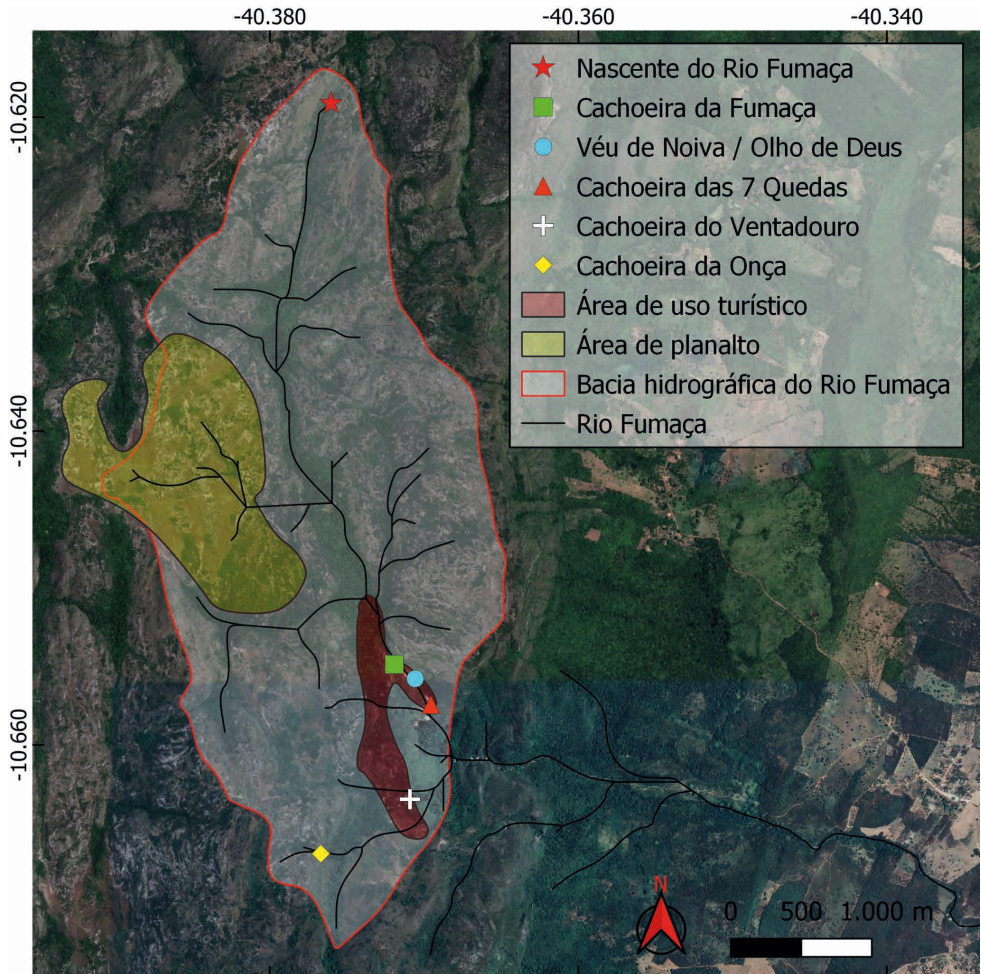 -40.380
-40.360
-40.340
-10.620
-10.640
-10.660
Nascente do Rio Fumaça
Cachoeira da Fumaça
Véu de Noiva / Olho de Deus
Cachoeira das 7 Quedas
Cachoeira do Ventadouro
Cachoeira da Onça
Área de uso turístico
Área de planalto
Bacia hidrográfica do Rio Fumaça
Rio Fumaça
N
0 500 1.000 m